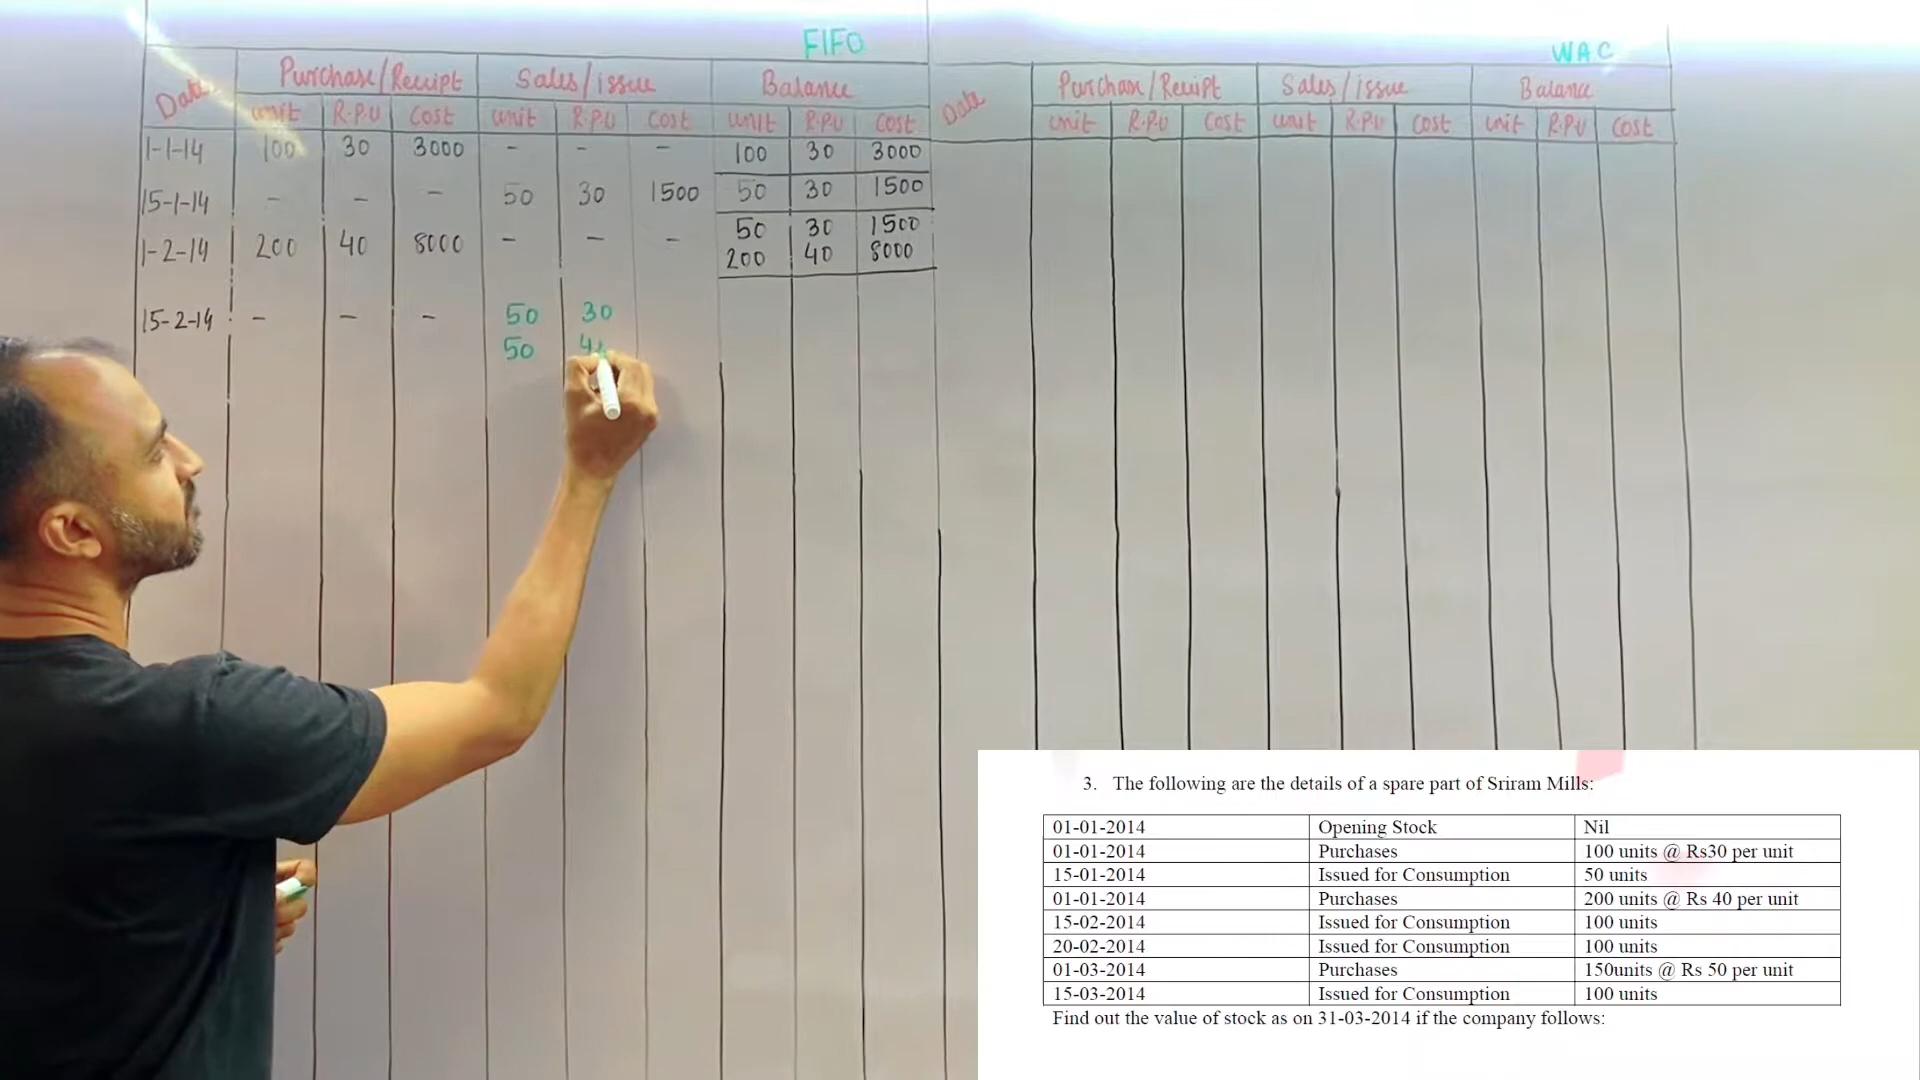 FIFO
WAC
Date Purchase/Receipt Sales/issue Balance
unit R.P.U Cost unit R.P.U Cost unit R.P.U Cost
1-1-14 100 30 3000 - - - 100 30 3000
15-1-14 - - - 50 30 1500 50 30 1500
1-2-14 200 40 8000 - - - 50 30 1500
200 40 8000
15-2-14 - - - 50 30
50 4
Date Purchase/Receipt Sales/issue Balance
unit R.P.U Cost unit R.P.U Cost unit R.P.U Cost
3. The following are the details of a spare part of Sriram Mills:
01-01-2014 Opening Stock Nil
01-01-2014 Purchases 100 units @ Rs30 per unit
15-01-2014 Issued for Consumption 50 units
01-01-2014 Purchases 200 units @ Rs 40 per unit
15-02-2014 Issued for Consumption 100 units
20-02-2014 Issued for Consumption 100 units
01-03-2014 Purchases 150units @ Rs 50 per unit
15-03-2014 Issued for Consumption 100 units
Find out the value of stock as on 31-03-2014 if the company follows: